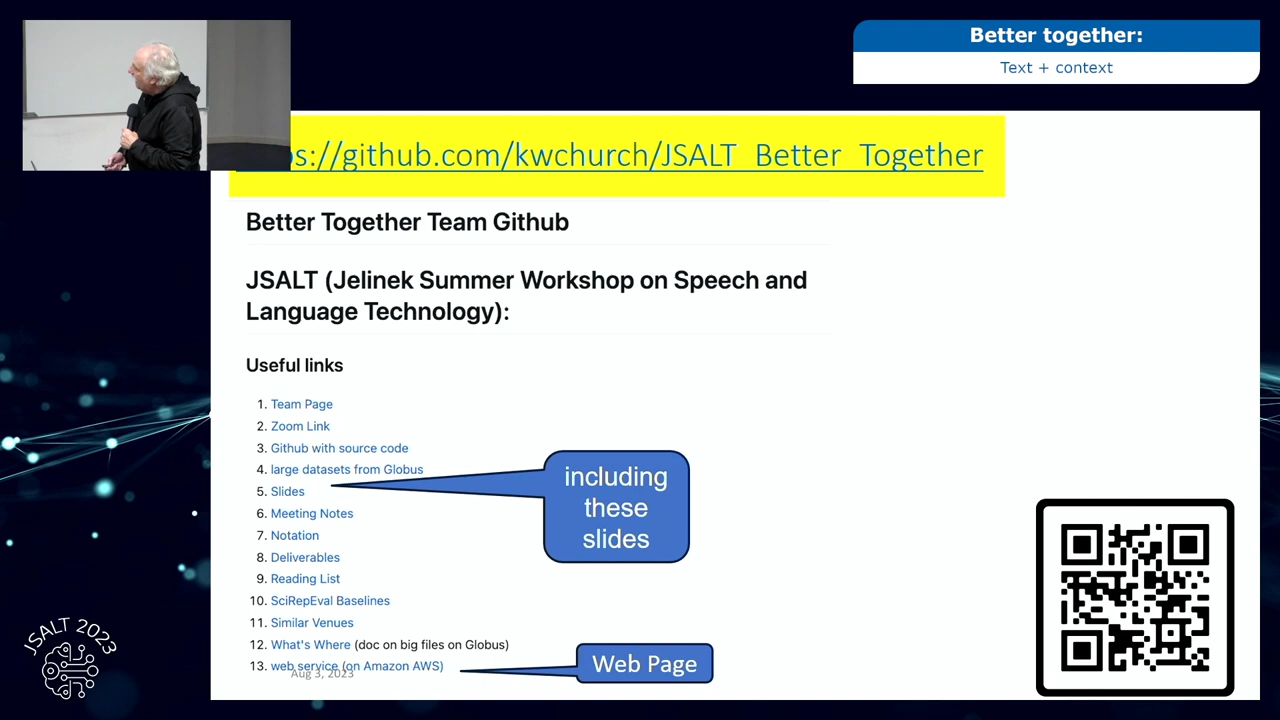 Better together:
Text + context
ps://github.com/kwchurch/JSALT_Better_Together
Better Together Team Github
JSALT (Jelinek Summer Workshop on Speech and
Language Technology):
Useful links
1. Team Page
2. Zoom Link
3. Github with source code
4. large datasets from Globus
5. Slides
6. Meeting Notes
7. Notation
8. Deliverables
9. Reading List
10. SciRepEval Baselines
11. Similar Venues
12. What's Where (doc on big files on Globus)
13. web service (on Amazon AWS)
including
these
slides
Web Page
Aug 3, 2023
JSALT 2023